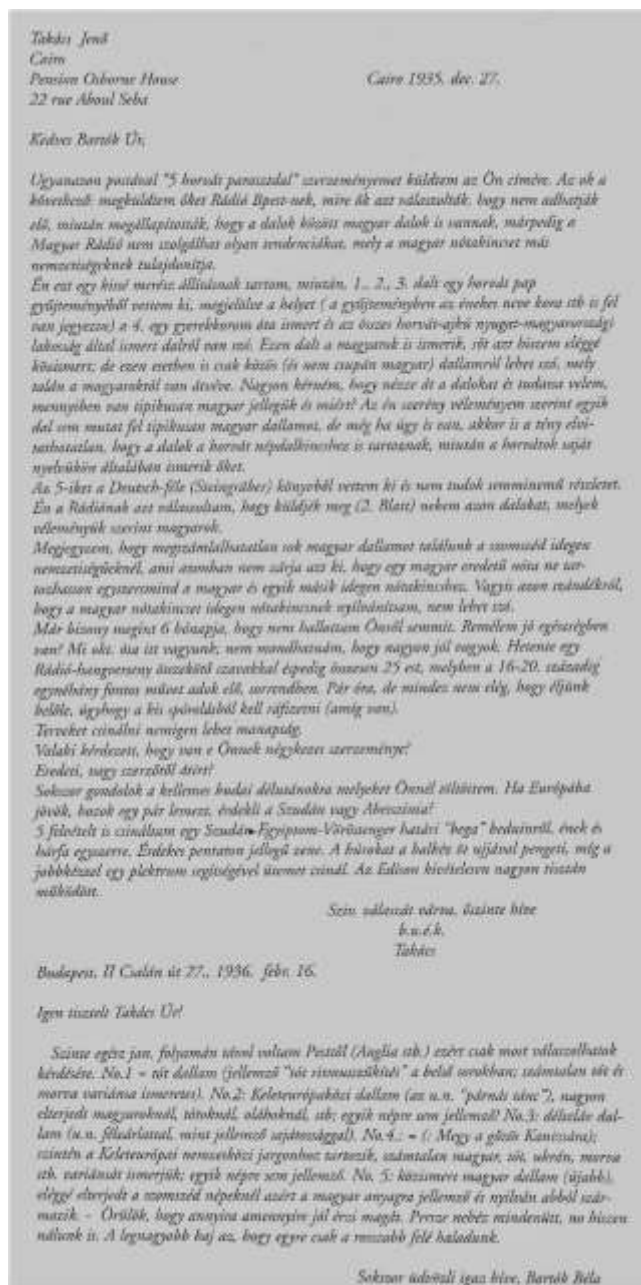 Takács Jenő
Cairo
Pension Osborne House Cairo 1935. dec. 27.
22 rue Aboul Seba
Kedves Bartók Úr,
Ugyanazon postával "5 horvát parasztdal" szerzeményemet küldtem az Ön címére. Az ok a
következő: megküldtem őket Rádió Bpest-nek, mire ők azt válaszolták, hogy nem adhatják
elő, miután megállapították, hogy a dalok között magyar dalok is vannak, márpedig a
Magyar Rádió nem szolgálhat olyan tendenciákat, mely a magyar nótakincset más
nemzetiségeknek tulajdonítja.
Én ezt egy kissé merész állításnak tartom, miután, 1., 2., 3. dalt egy horvát pap
gyűjteményéből vettem ki, megjelölve a helyet ( a gyűjteményben az énekes neve kora stb is fel
van jegyezve) a 4. egy gyerekkorom óta ismert és az összes horvát-ajkú nyugat-magyarországi
lakosság által ismert dalról van szó. Ezen dalt a magyarok is ismerik, sőt azt hiszem eléggé
közismert; de ezen esetben is csak közös (és nem csupán magyar) dallamról lehet szó, mely
talán a magyaroktól van átvéve. Nagyon kérném, hogy nézze át a dalokat és tudassa velem,
mennyiben van tipikusan magyar jellegük és miért? Az én szerény véleményem szerint egyik
dal sem mutat fel tipikusan magyar dallamot, de még ha úgy is van, akkor is a tény elvi-
tathatatlan, hogy a dalok a horvát népdalkincshez is tartoznak, miután a horvátok saját
nyelvükön általában ismerik őket.
Az 5-iket a Deutsch-féle (Steingräber) könyvből vettem ki és nem tudok semminemű részletet.
Én a Rádiónak azt válaszoltam, hogy küldjék meg (2. Blatt) nekem azon dalokat, melyek
véleményük szerint magyarok.
Megjegyzem, hogy megszámlálhatatlan sok magyar dallamot találunk a szomszéd idegen
nemzetiségűeknél, ami azonban nem zárja azt ki, hogy egy magyar eredetű nóta ne tar-
tozhasson egyszersmind a magyar és egyik másik idegen nótakincshez. Vagyis azon szándékról,
hogy a magyar nótakincset idegen nótakincsnek nyilvánítsam, nem lehet szó.
Már bizony megint 6 hónapja, hogy nem hallottam Önről semmit. Remélem jó egészségben
van? Mi okt. óta itt vagyunk; nem mondhatnám, hogy nagyon jól vagyok. Hetente egy
Rádió-hangverseny összekötő szavakkal éspedig összesen 25 est, melyben a 16-20. századig
egynéhány fontos művet adok elő, sorrendben. Pár óra, de mindez nem elég, hogy éljünk
belőle, úgyhogy a kis spórolásból kell ráfizetni (amíg van).
Terveket csinálni nemigen lehet manapság.
Valaki kérdezett, hogy van e Önnek négykezes szerzeménye?
Eredeti, vagy szerzőtől átírt?
Sokszor gondolok a kellemes budai délutánokra melyeket Önnél töltöttem. Ha Európába
jövök, hozok egy pár lemezt, érdekli a Szudán vagy Abesszinia?
5 felvételt is csináltam egy Szudán-Egyiptom-Vöröstenger határi "bega" beduinról, ének és
hárfa egyszerre. Érdekes pentaton jellegű zene. A húrokat a balkéz öt ujjával pengeti, míg a
jobbkézzel egy plektrum segítségével ütemet csinál. Az Edison kivételesen nagyon tisztán
működött.
Szív. válaszát várva, őszinte híve
b.u.é.k.
Takács
Budapest, II Csalán út 27., 1936. febr. 16.
Igen tisztelt Takács Úr!
Szinte egész jan. folyamán távol voltam Pesttől (Anglia stb.) ezért csak most válaszolhatok
kérdésére. No.1 = tót dallam (jellemző "tót ritmusszűkítés" a belső sorokban; számtalan tót és
morva variánsa ismeretes). No.2: Keleteurópaközi dallam (az u.n. "párnás tánc"), nagyon
elterjedt magyaroknál, tótoknál, oláhoknál, stb; egyik népre sem jellemző! No.3: délszláv dal-
lam (u.n. félzárlattal, mint jellemző sajátossággal). No.4.: = (: Megy a gőzös Kanizsára);
szintén a Keleteurópai nemzetközi jargonhoz tartozik, számtalan magyar, tót, ukrán, morva
stb. variánsát ismerjük; egyik népre sem jellemző. No. 5: közismert magyar dallam (újabb),
eléggé elterjedt a szomszéd népeknél azért a magyar anyagra jellemző és nyilván abból szár-
mazik. - Örülök, hogy annyira amennyire jól érzi magát. Persze nehéz mindenütt, no hiszen
nálunk is. A legnagyobb baj az, hogy egyre csak a rosszabb felé haladunk.
Sokszor üdvözli igaz híve, Bartók Béla